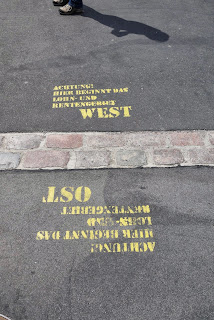 ACHTUNG!
HIER BEGINNT DAS
LOHN- UND
RENTENGEBIET
WEST
ACHTUNG!
HIER BEGINNT DAS
LOHN- UND
RENTENGEBIET
OST.